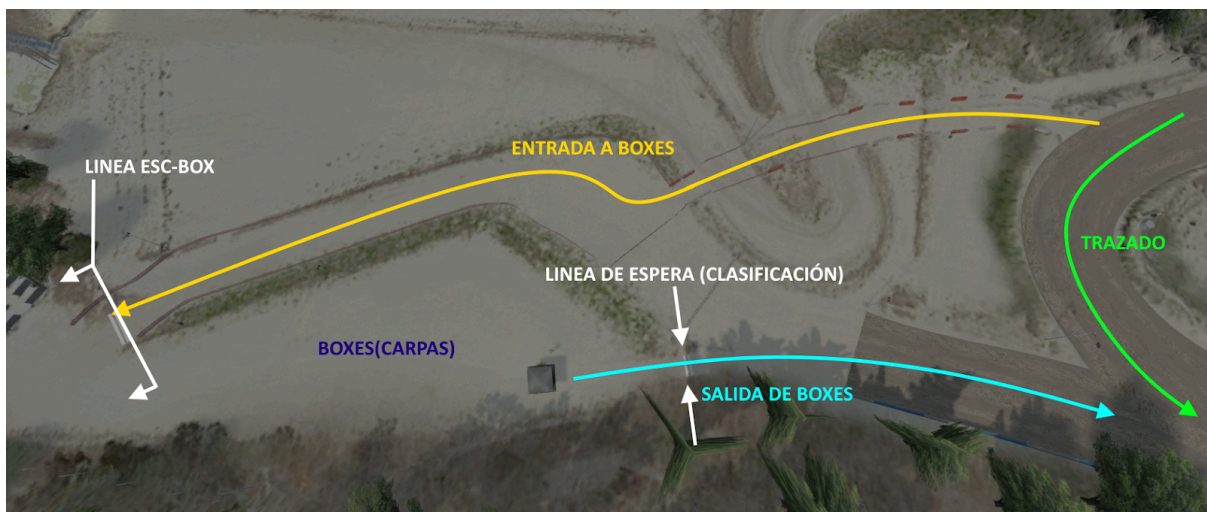 ENTRADA A BOXES
LINEA ESC-BOX
TRAZADO
LINEA DE ESPERA (CLASIFICACIÓN)
BOXES(CARPAS)
SALIDA DE BOXES